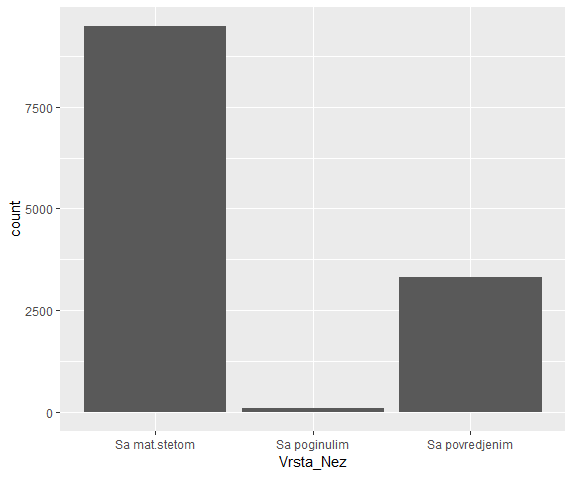 7500
5000
2500
0
count
Sa mat.stetom
Sa poginulim
Sa povredjenim
Vrsta_Nez